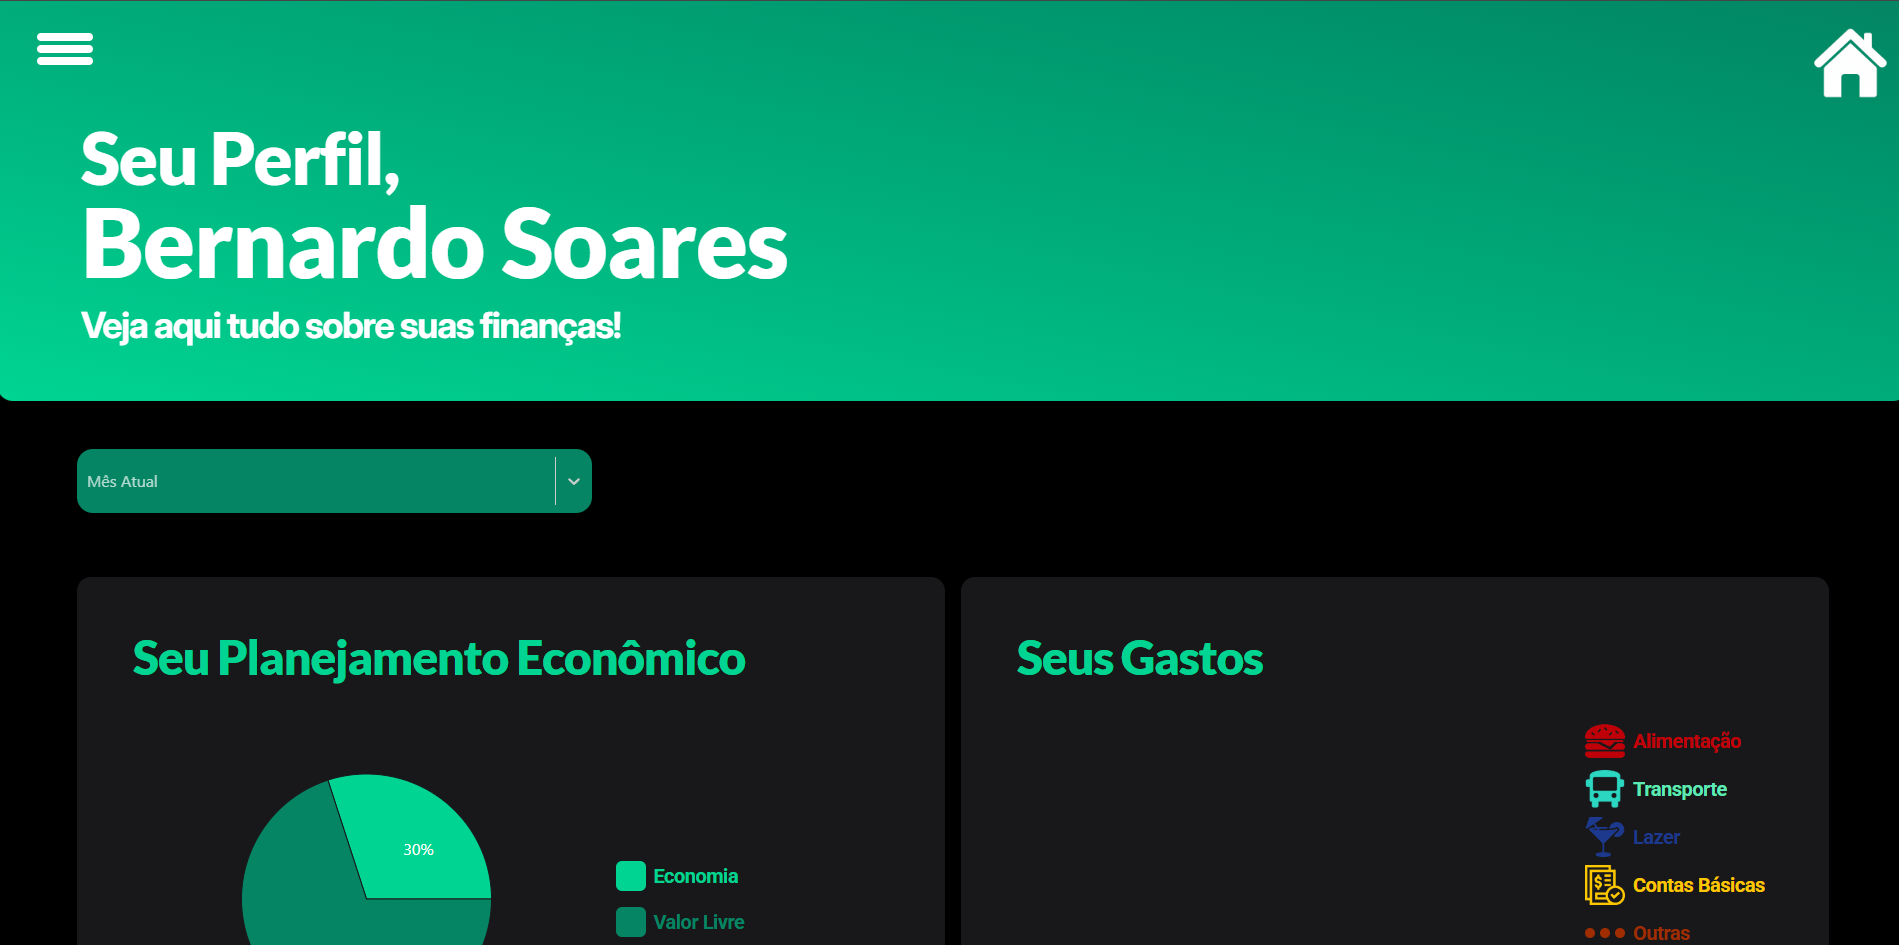 Seu Perfil,
Bernardo Soares
Veja aqui tudo sobre suas finanças!
Mês Atual
Seu Planejamento Econômico
30%
Economia
Valor Livre
Seus Gastos
Alimentação
Transporte
Lazer
Contas Básicas
Outras